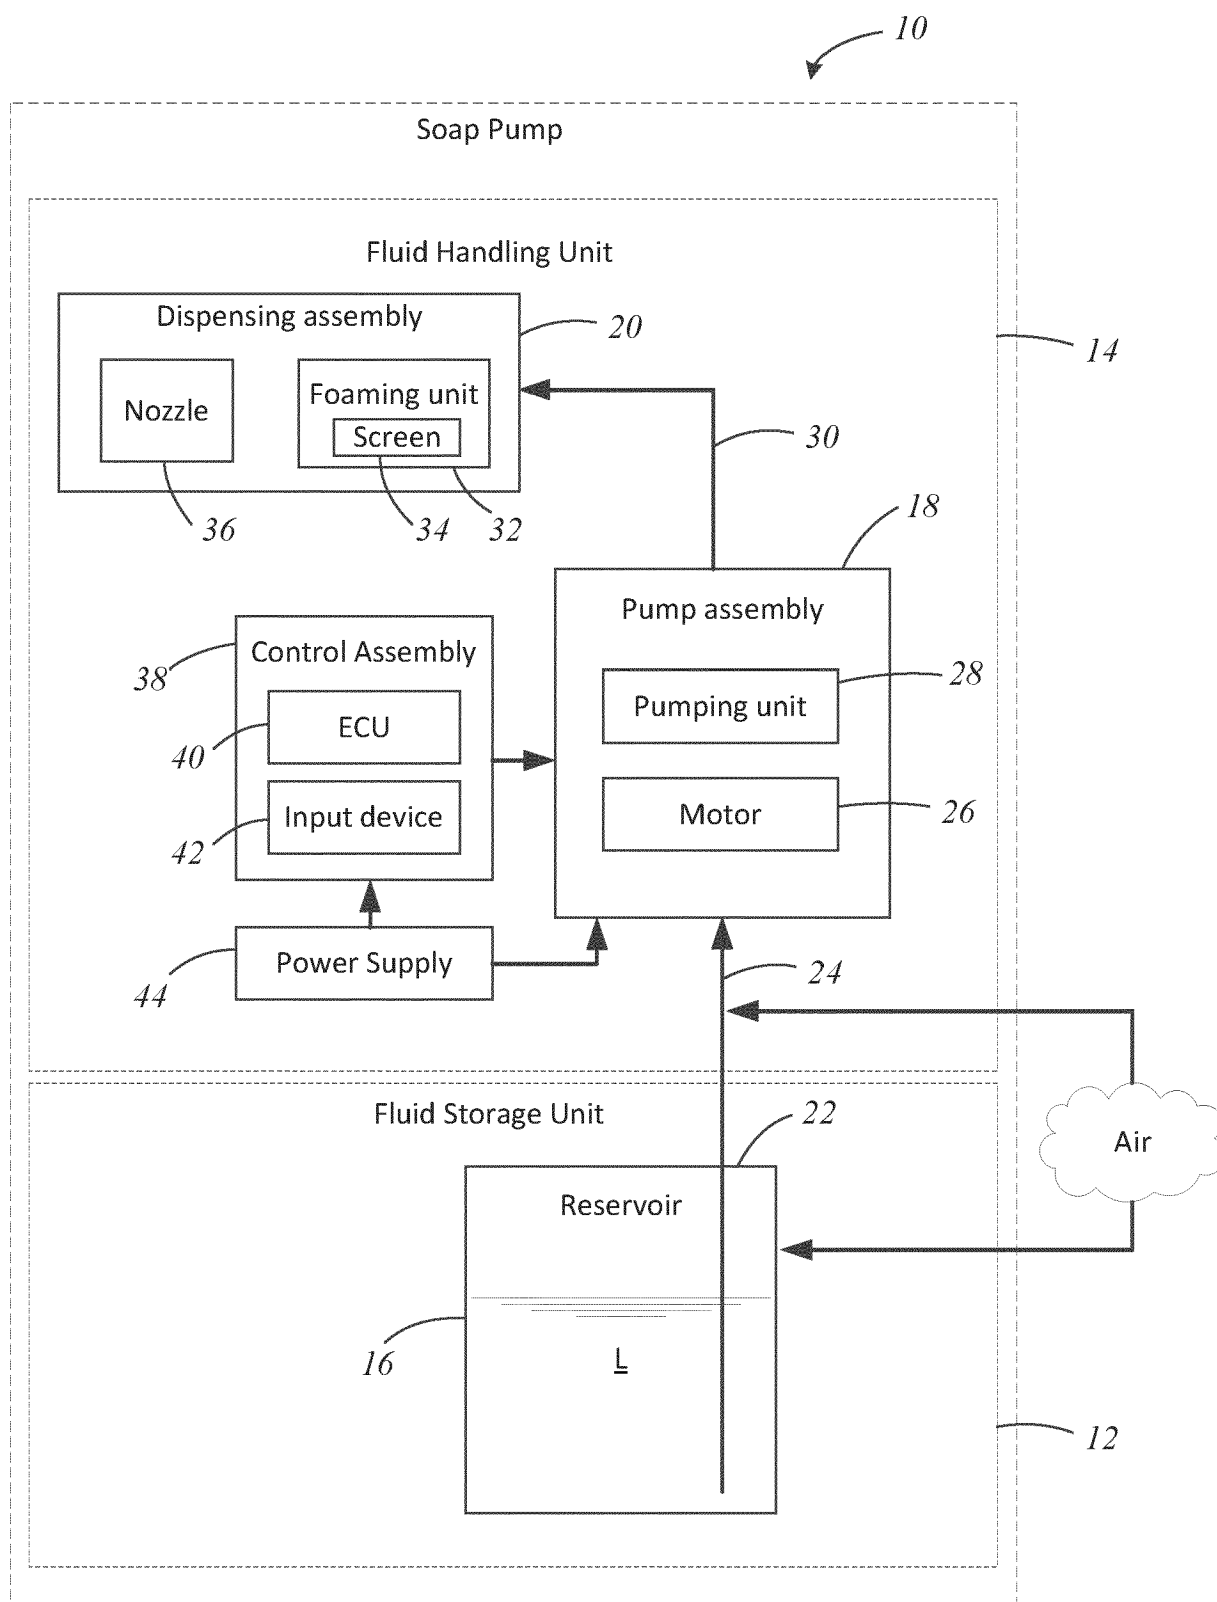 10
Soap Pump
Fluid Handling Unit
Dispensing assembly
20
14
Nozzle
Foaming unit
Screen
30
36
34
32
18
Pump assembly
Control Assembly
38
28
Pumping unit
ECU
40
Motor
26
Input device
42
Power Supply
44
24
Fluid Storage Unit
22
Air
Reservoir
16
L
12